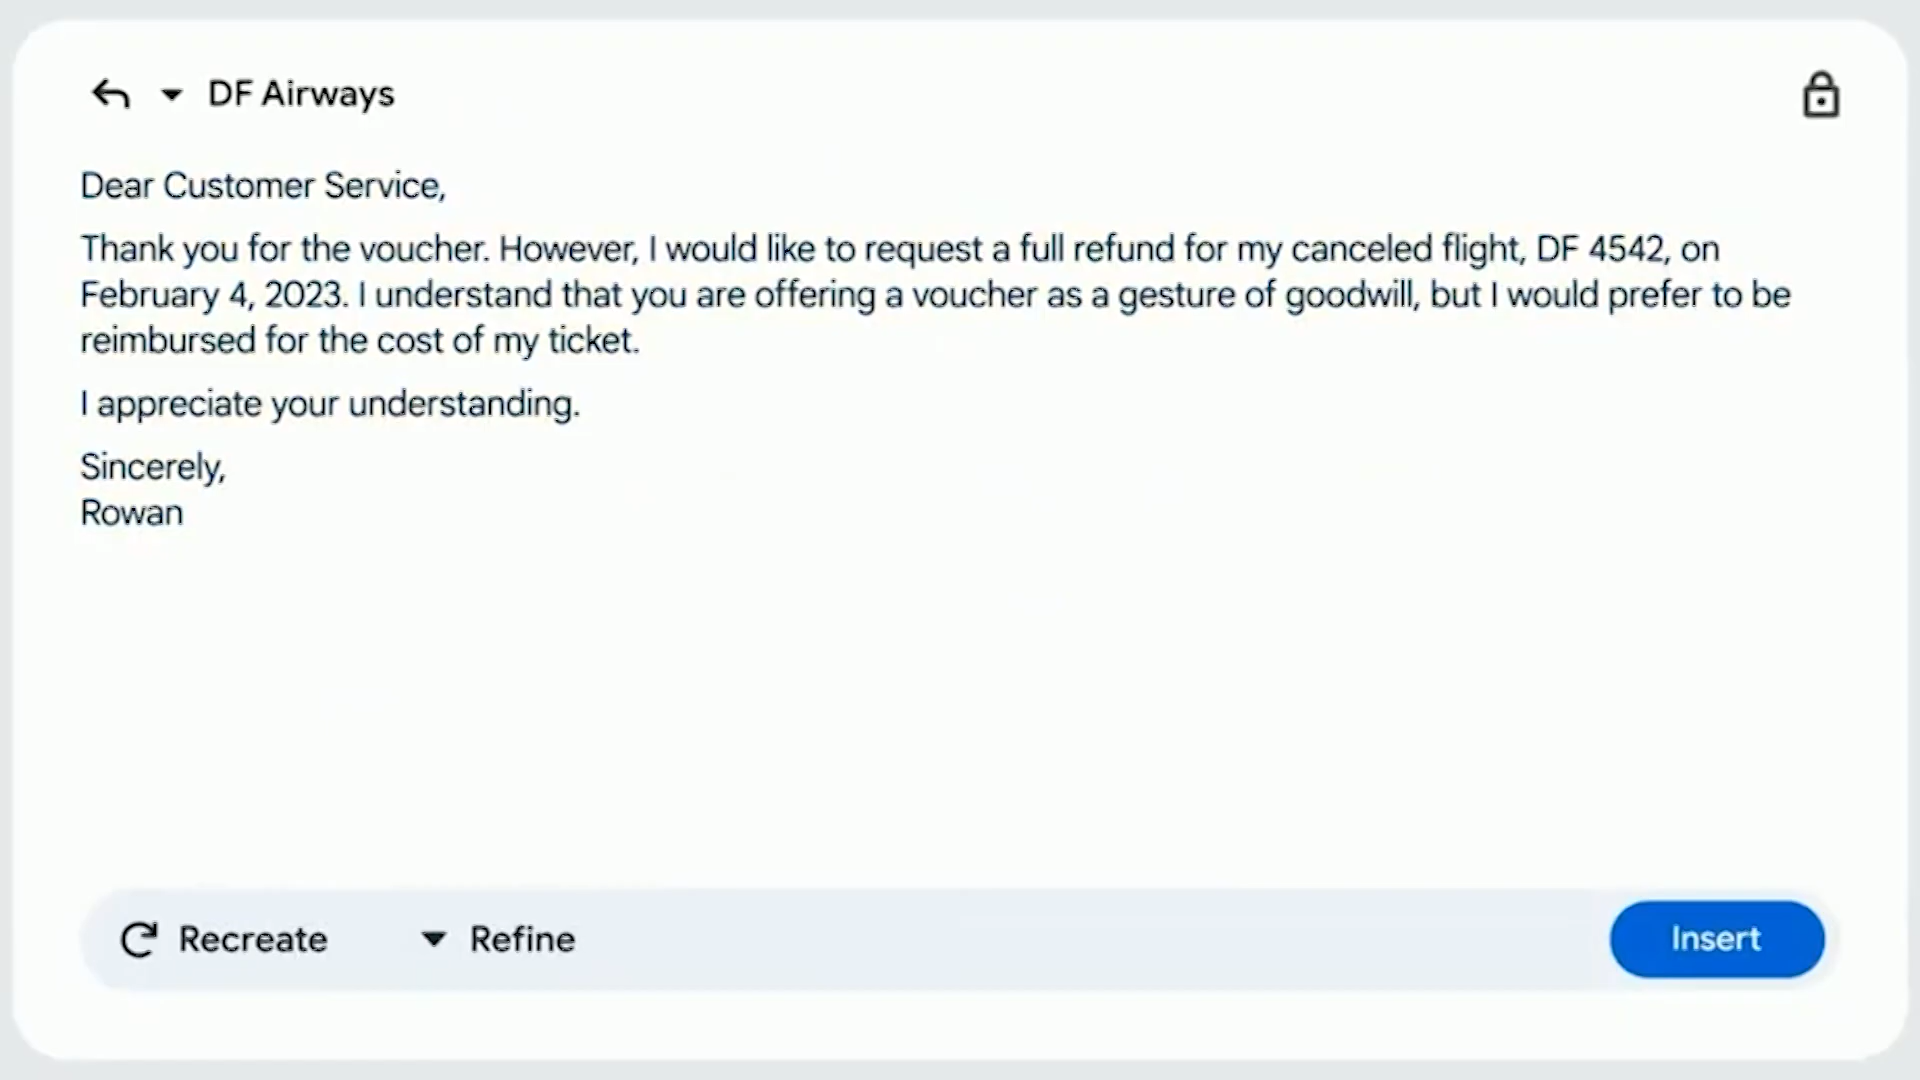 DF Airways
Dear Customer Service,
Thank you for the voucher. However, I would like to request a full refund for my canceled flight, DF 4542, on
February 4, 2023. I understand that you are offering a voucher as a gesture of goodwill, but I would prefer to be
reimbursed for the cost of my ticket.
I appreciate your understanding.
Sincerely,
Rowan
Recreate
Refine
Insert